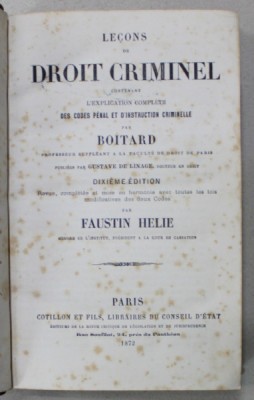 LEÇONS
DE
DROIT CRIMINEL
CONTENANT
L'EXPLICATION COMPLÈTE
DES CODES PÉNAL ET D'INSTRUCTION CRIMINELLE
PAR
BOITARD
PROFESSEUR SUPPLÉANT A LA FACULTÉ DE DROIT DE PARIS
PUBLIÉES PAR GUSTAVE DE LINAGE, DOCTEUR EN DROIT
DIXIÈME ÉDITION
Revue, complétée et mise en harmonie avec toutes les lois
modificatives des deux Codes
PAR
FAUSTIN HELIE
MEMBRE DE L'INSTITUT, PRÉSIDENT A LA COUR DE CASSATION
PARIS
COTILLON ET FILS, LIBRAIRES DU CONSEIL D'ÉTAT
ÉDITEURS DE LA REVUE CRITIQUE DE LÉGISLATION ET DE JURISPRUDENCE
Rue Soufflot, 24, près du Panthéon
1872